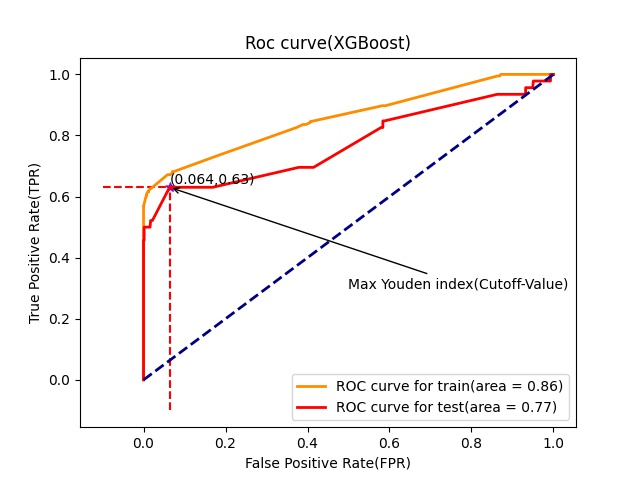 Roc curve(XGBoost)
True Positive Rate(TPR)
1.0
0.8
0.6
0.4
0.2
0.0
(0.064,0.63)
Max Youden index(Cutoff-Value)
ROC curve for train(area = 0.86)
ROC curve for test(area = 0.77)
0.0 0.2 0.4 0.6 0.8 1.0
False Positive Rate(FPR)